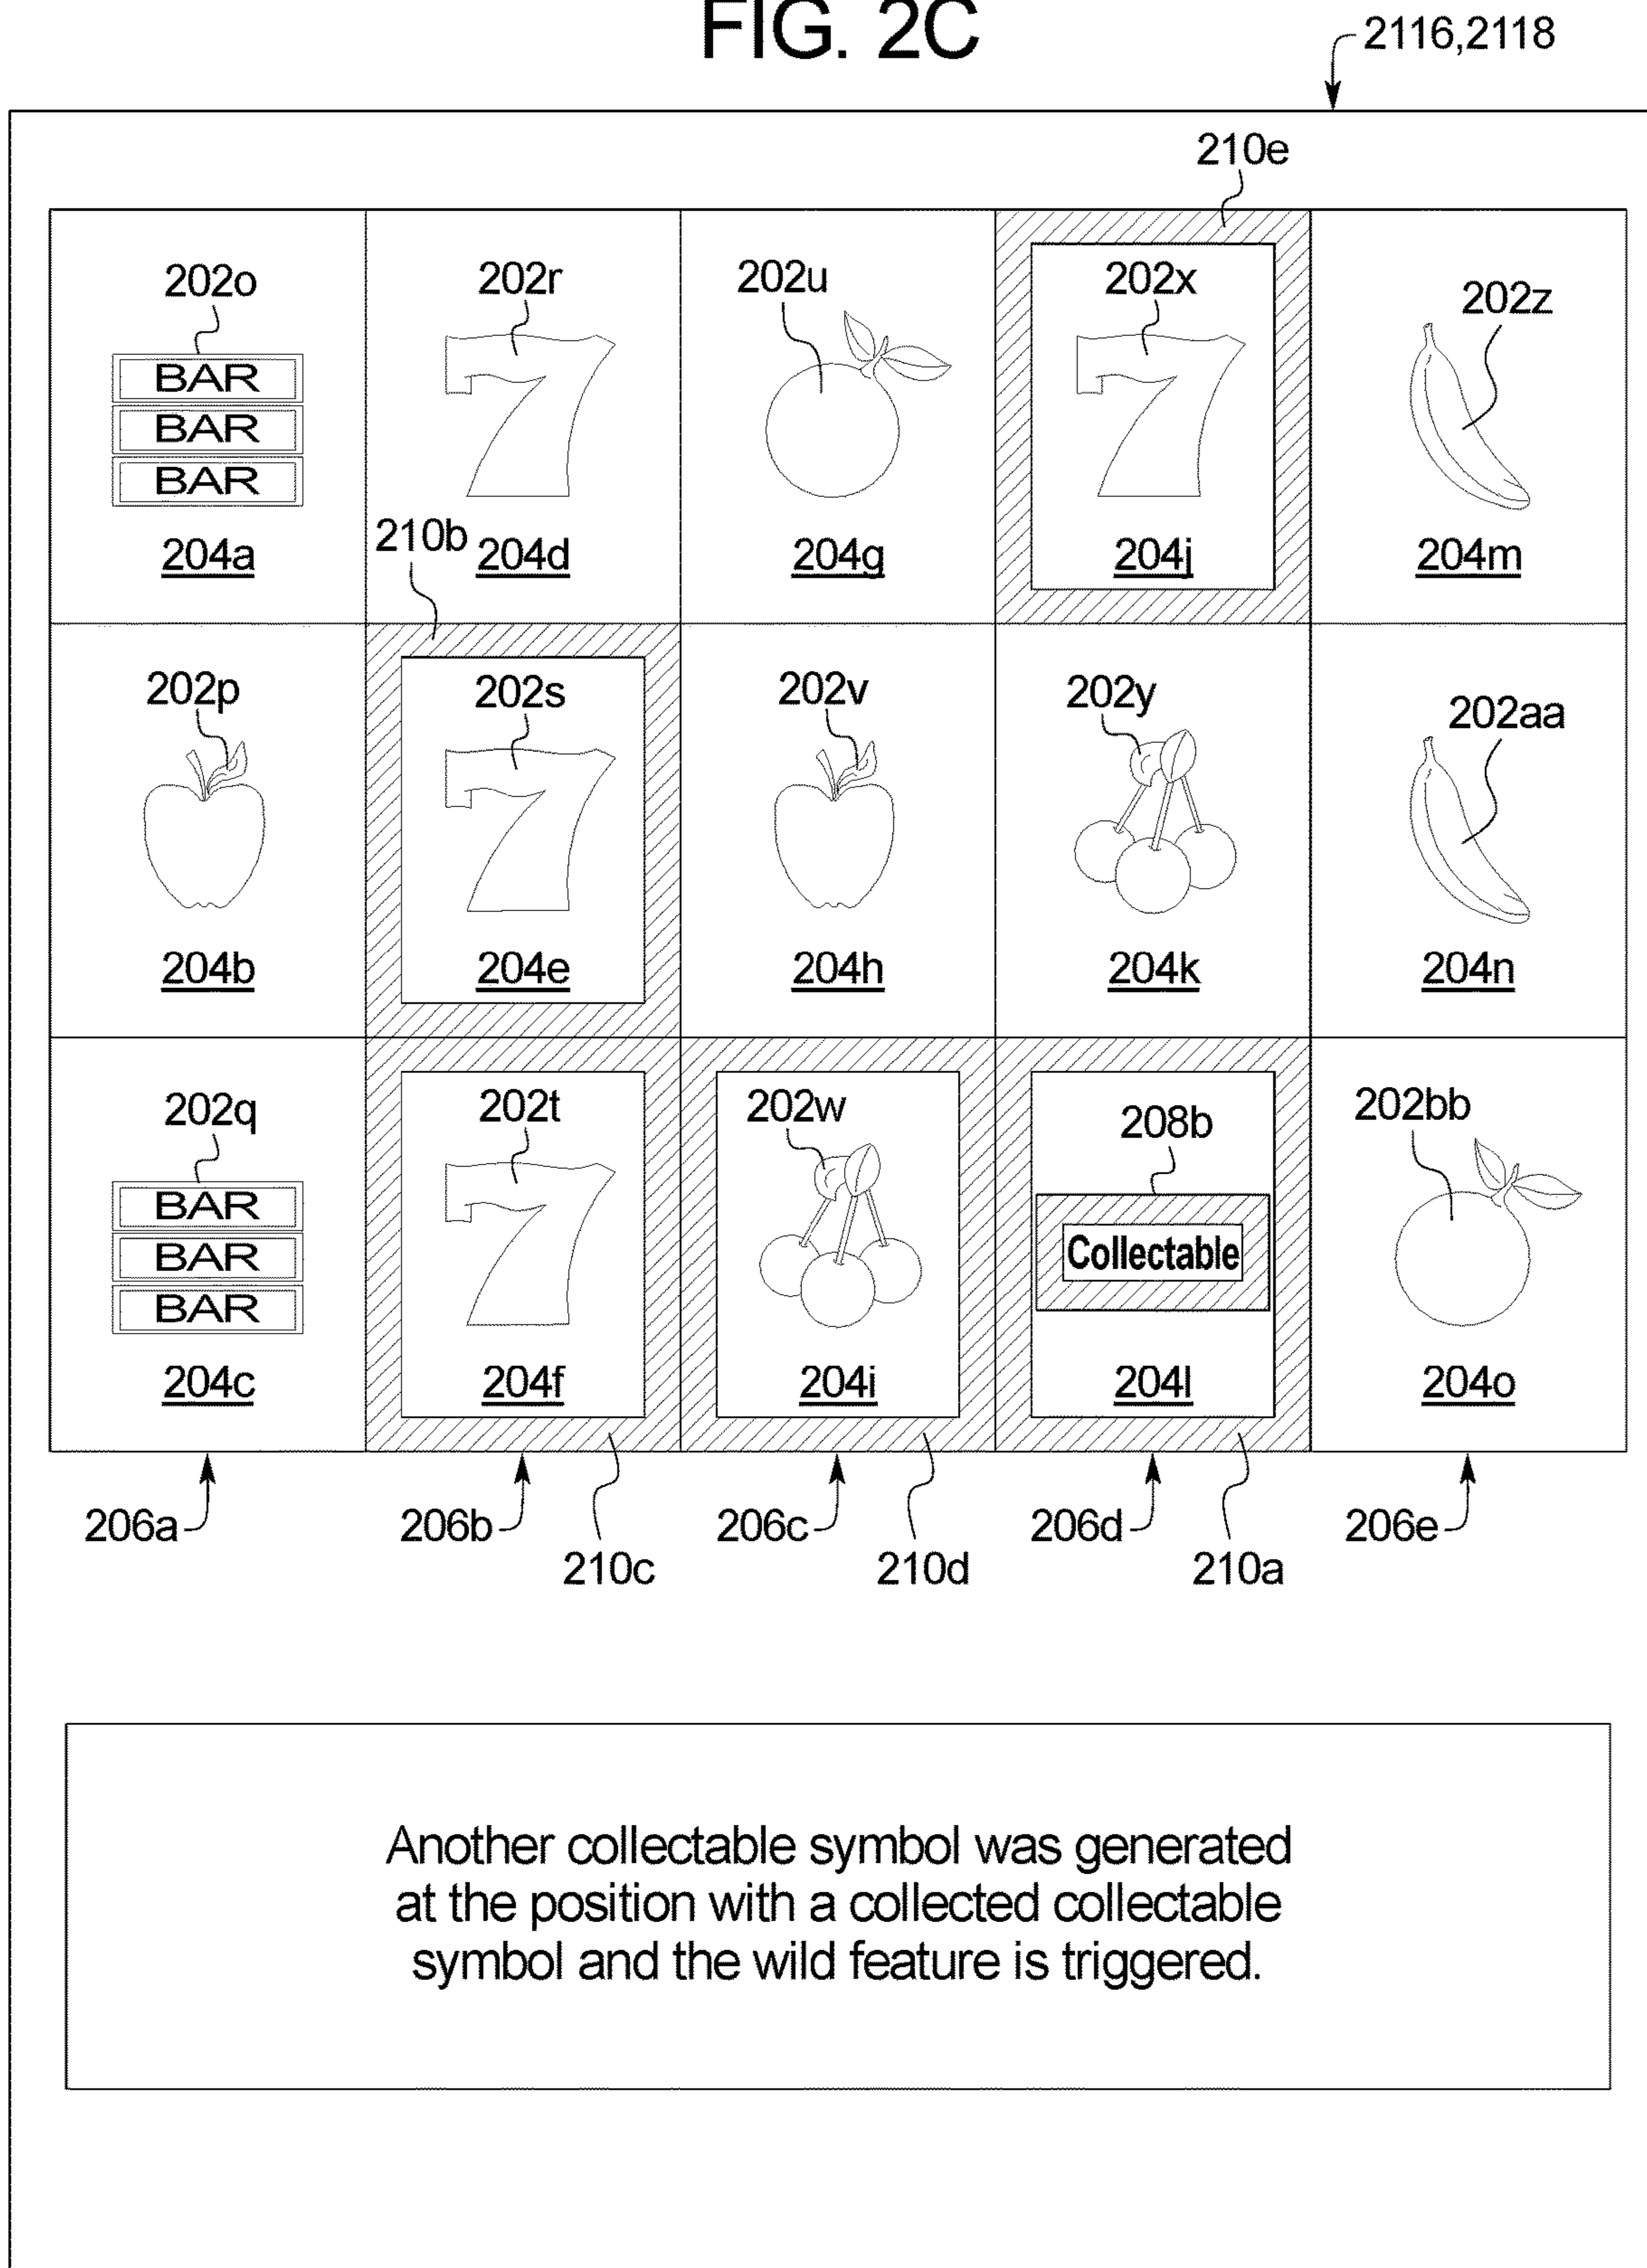 FIG. 2C
2116,2118
210e
202o 202r 202u 202x 202z
BAR
BAR
BAR
210b
204a 204d 204g 204j 204m
202p 202s 202v 202y 202aa
204b 204e 204h 204k 204n
202q 202t 202w 208b 202bb
BAR
BAR
BAR
Collectable
204c 204f 204i 204l 204o
206a 206b 206c 206d 206e
210c 210d 210a
Another collectable symbol was generated
at the position with a collected collectable
symbol and the wild feature is triggered.